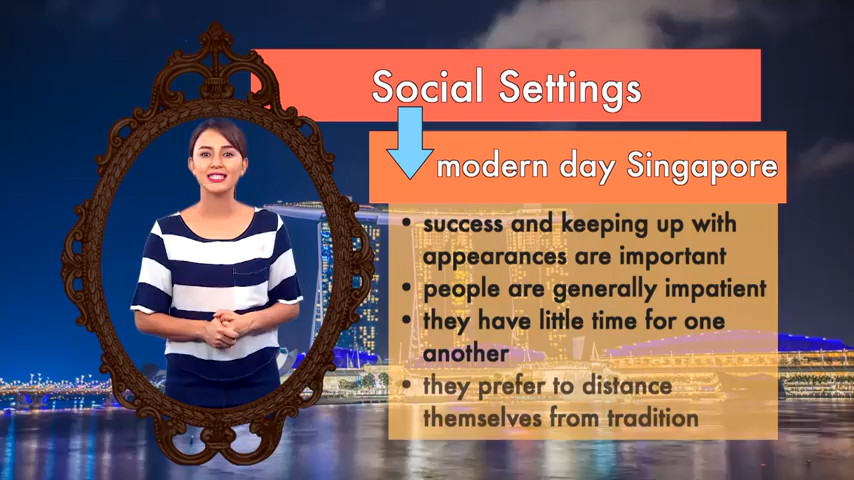 Social Settings
modern day Singapore
• success and keeping up with
appearances are important
• people are generally impatient
• they have little time for one
another
• they prefer to distance
themselves from tradition